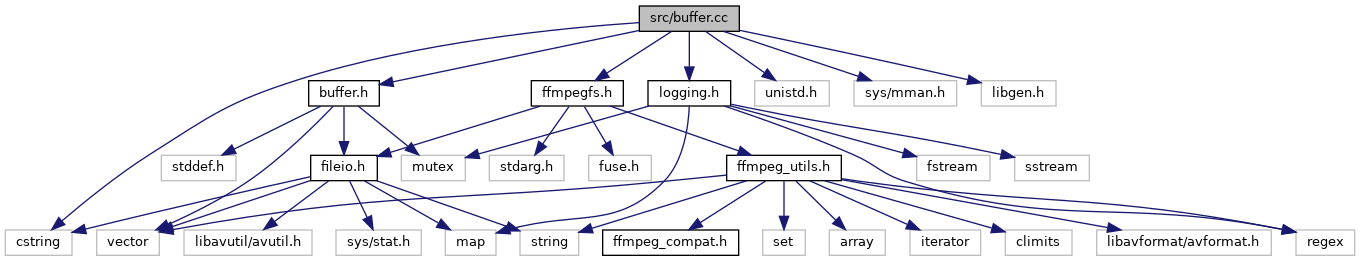 src/buffer.cc
buffer.h
ffmpegfs.h
logging.h
unistd.h
sys/mman.h
libgen.h
stddef.h
fileio.h
mutex
stdarg.h
fuse.h
ffmpeg_utils.h
fstream
sstream
cstring
vector
libavutil/avutil.h
sys/stat.h
map
string
ffmpeg_compat.h
set
array
iterator
climits
libavformat/avformat.h
regex